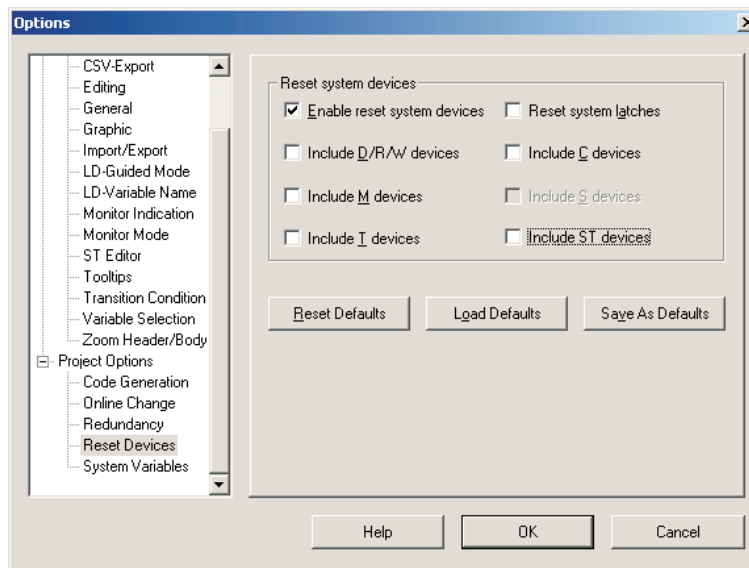 Options
CSV-Export
Editing
General
Graphic
Import/Export
LD-Guided Mode
LD-Variable Name
Monitor Indication
Monitor Mode
ST Editor
Tooltips
Transition Condition
Variable Selection
Zoom Header/Body
Project Options
Code Generation
Online Change
Redundancy
Reset Devices
System Variables
Reset system devices
Enable reset system devices
Reset system latches
Include D/R/W devices
Include C devices
Include M devices
Include S devices
Include T devices
Include ST devices
Reset Defaults
Load Defaults
Save As Defaults
Help
OK
Cancel